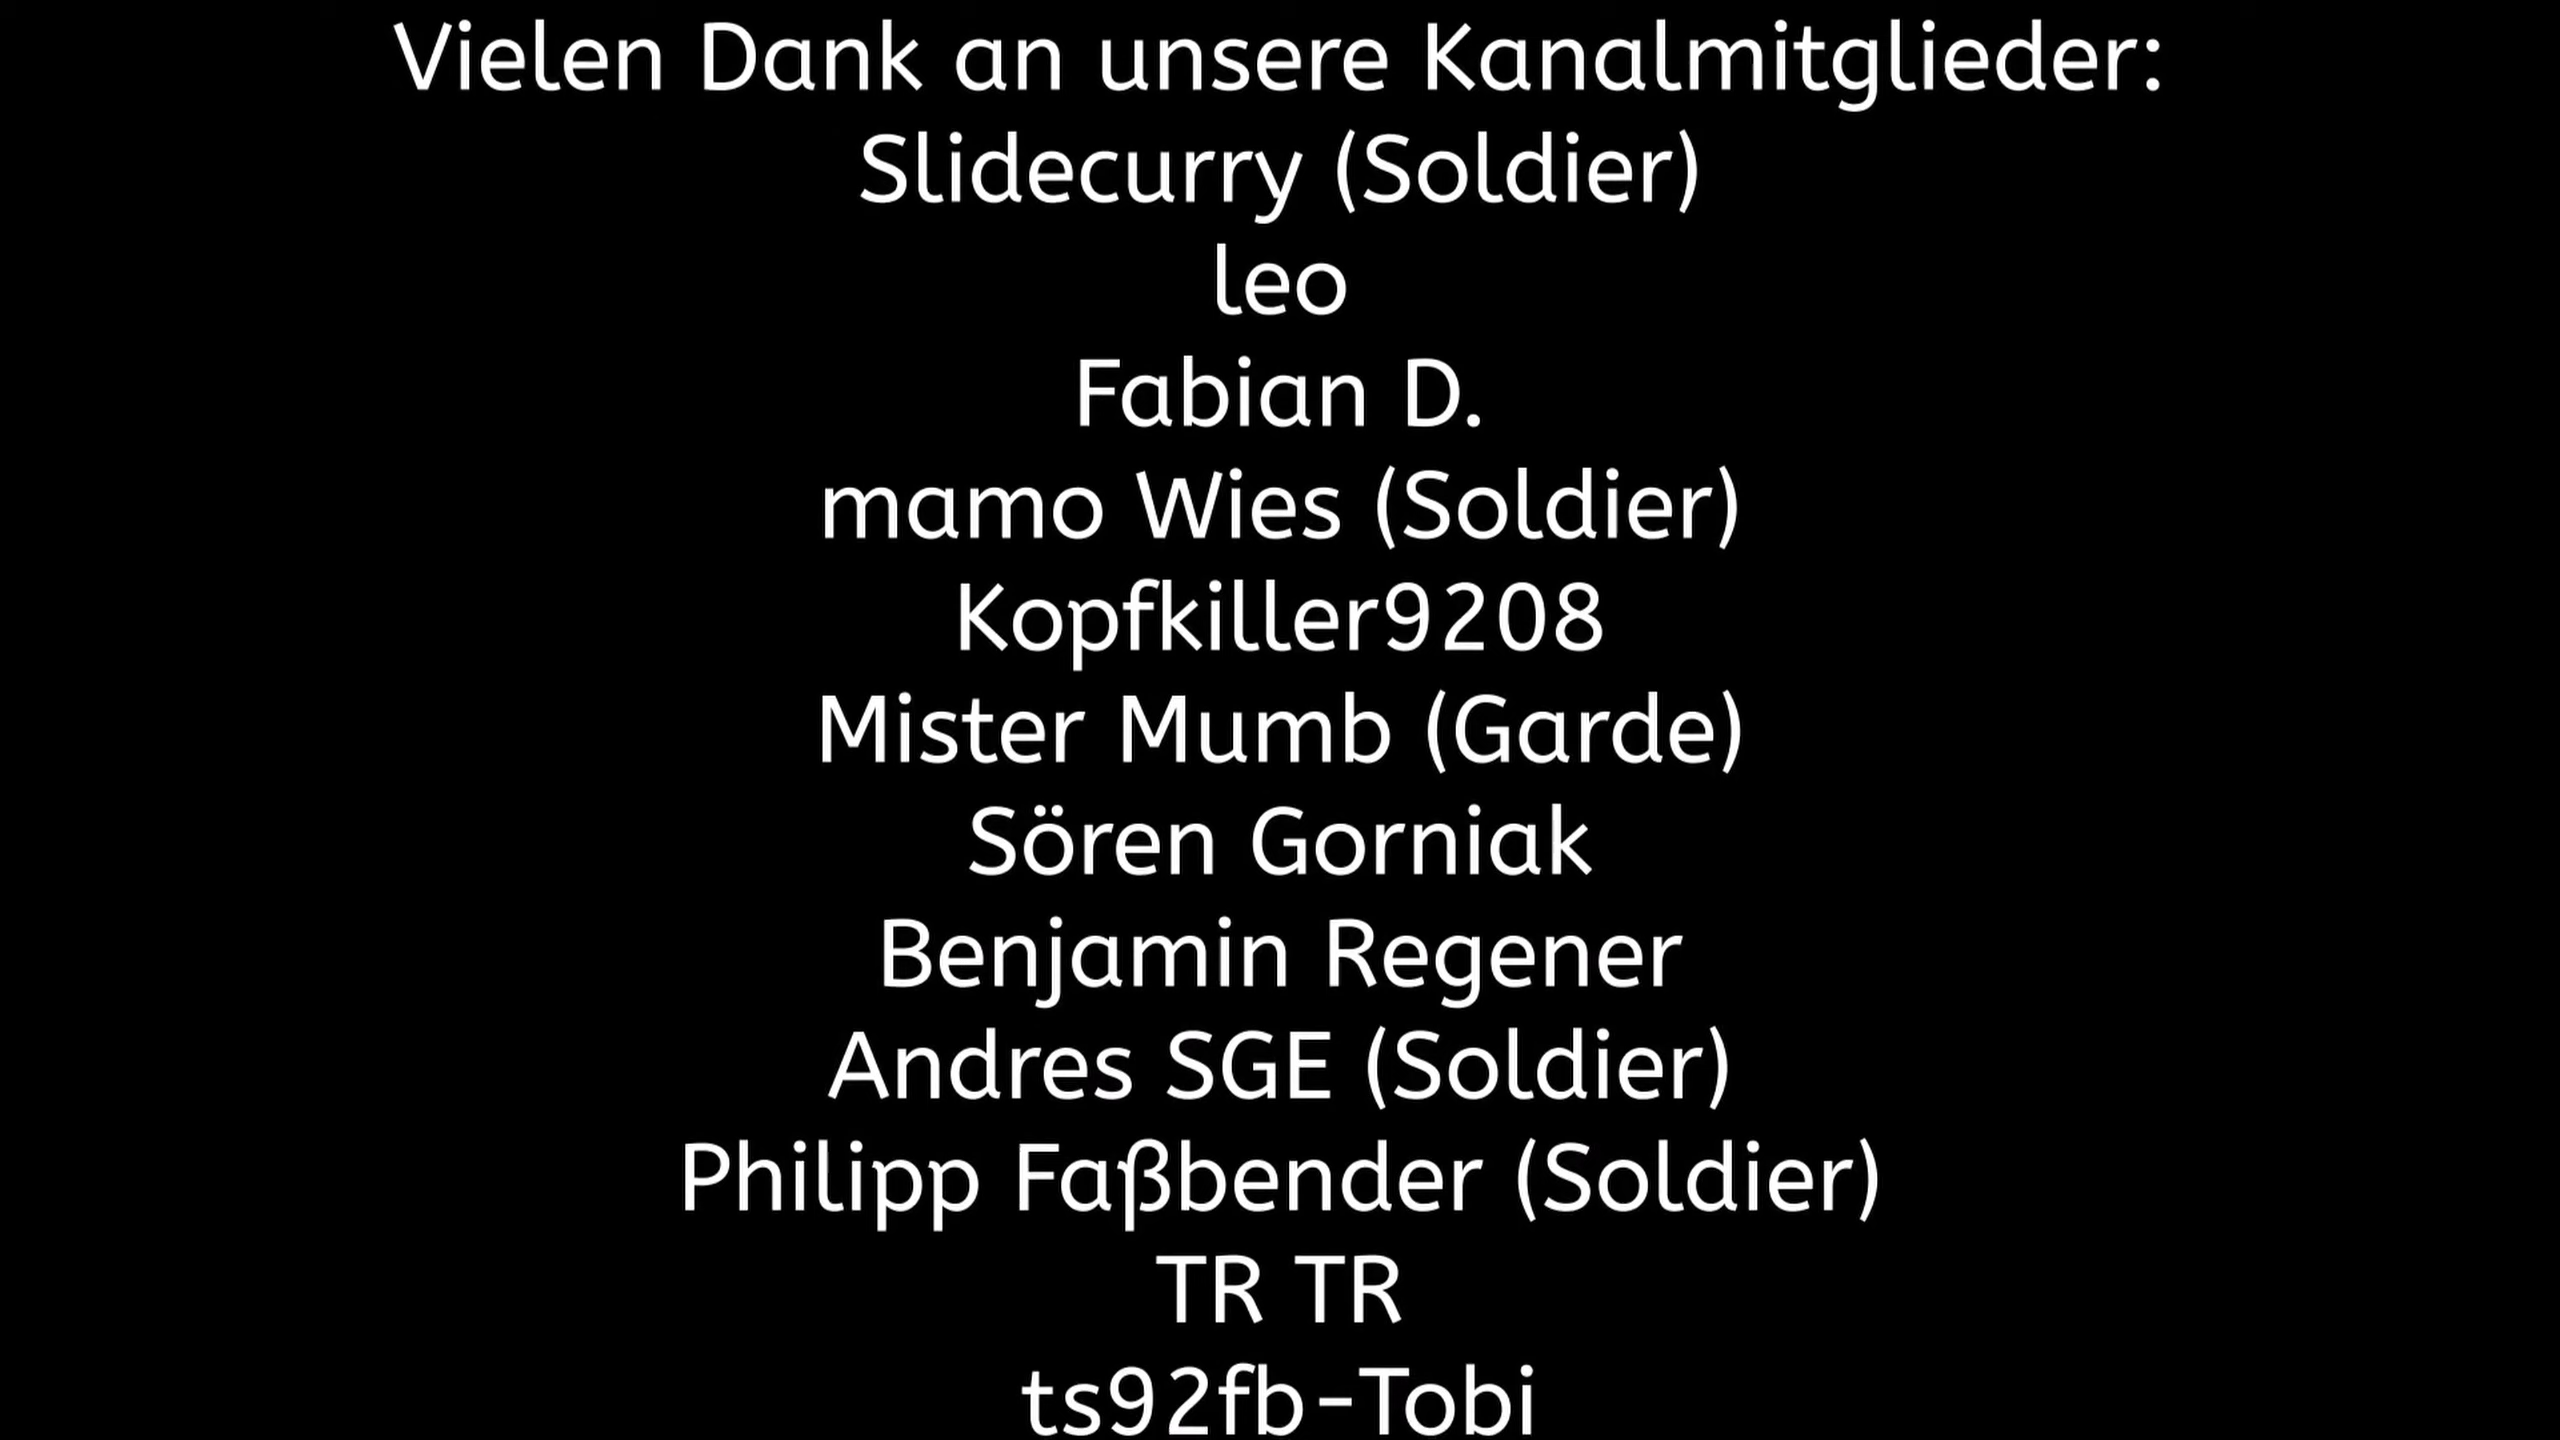 Vielen Dank an unsere Kanalmitglieder:
Slidecurry (Soldier)
leo
Fabian D.
mamo Wies (Soldier)
Kopfkiller9208
Mister Mumb (Garde)
Sören Gorniak
Benjamin Regener
Andres SGE (Soldier)
Philipp Faßbender (Soldier)
TR TR
ts92fb-Tobi